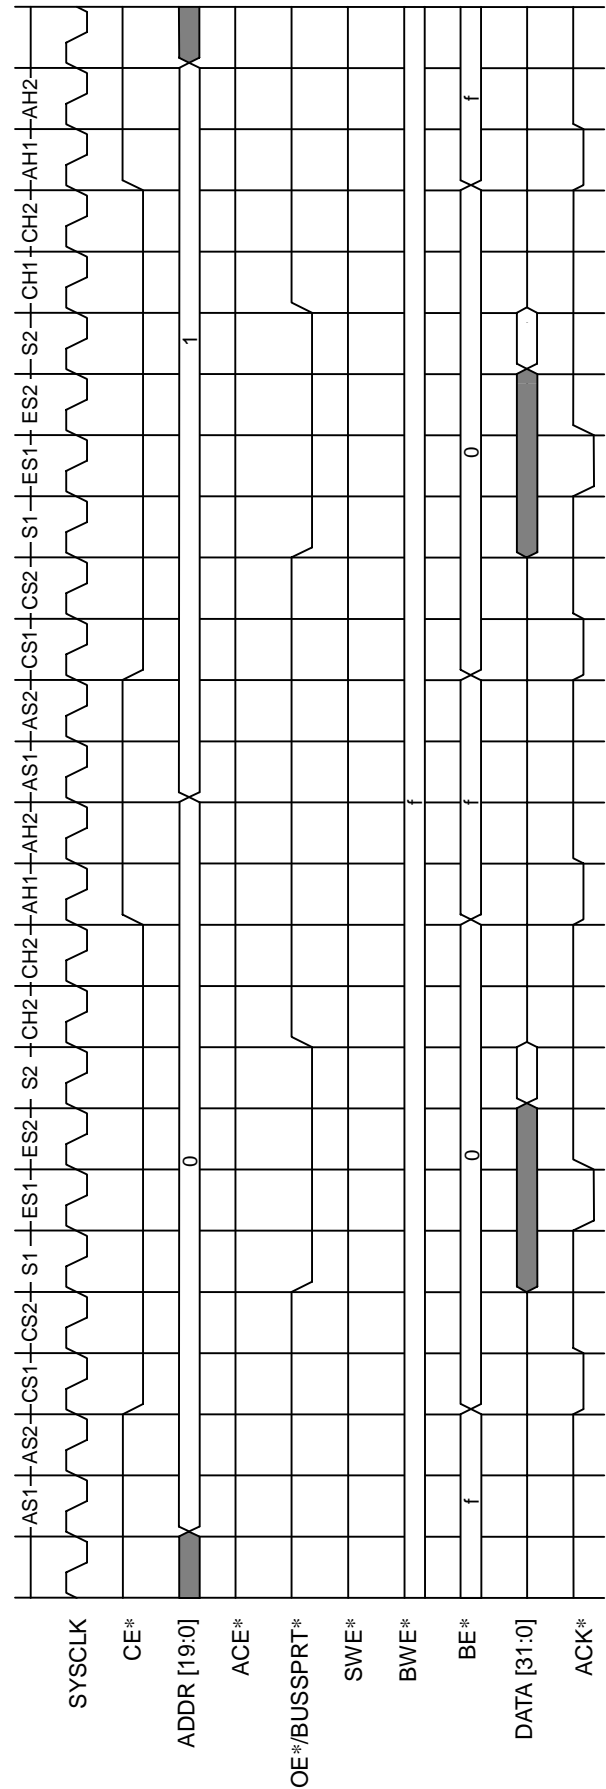 AS1 AS2 CS1 CS2 S1 ES1 ES2 S2 CH2 CH2 AH1 AH2 AS1 AS2 CS1 CS2 S1 ES1 ES2 S2 CH1 CH2 AH1 AH2
SYSCLK
CE*
ADDR [19:0] 0 1
ACE*
OE*/BUSSPRT*
SWE*
BWE* f
BE* f 0 f 0 f
DATA [31:0]
ACK*